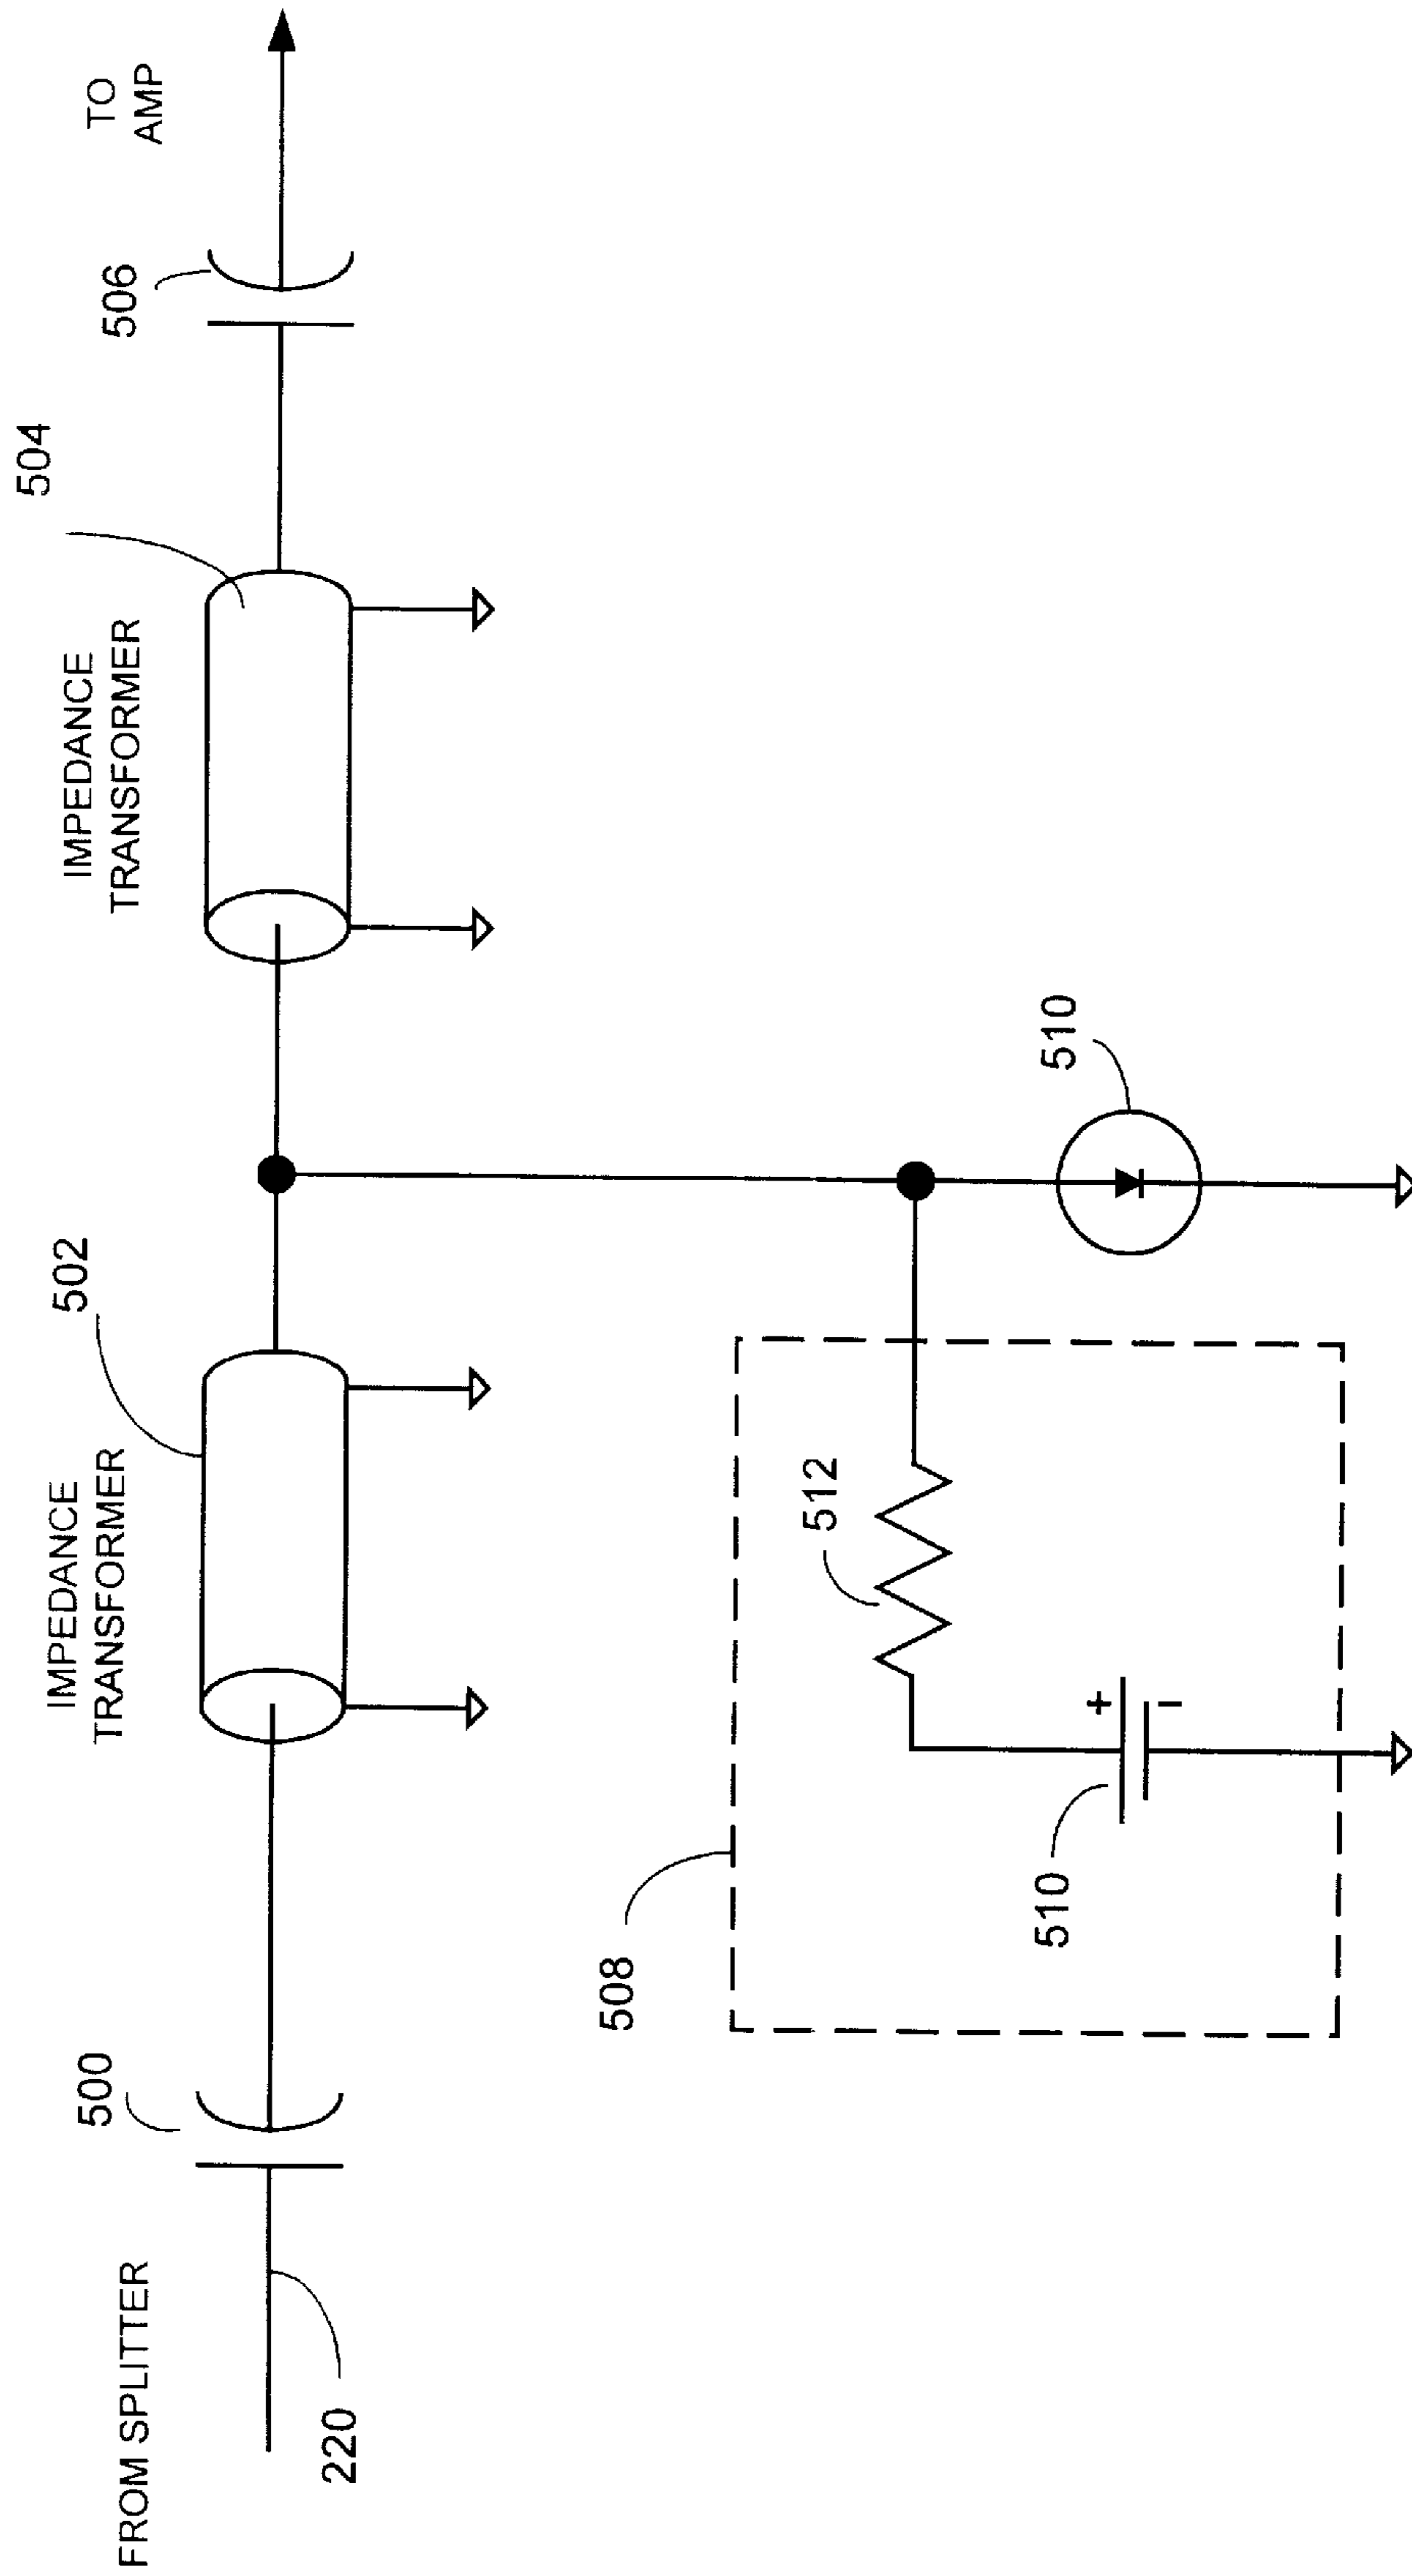 FROM SPLITTER
220
500
IMPEDANCE
TRANSFORMER
502
IMPEDANCE
TRANSFORMER
504
506
TO
AMP
508
510
+
−
512
510